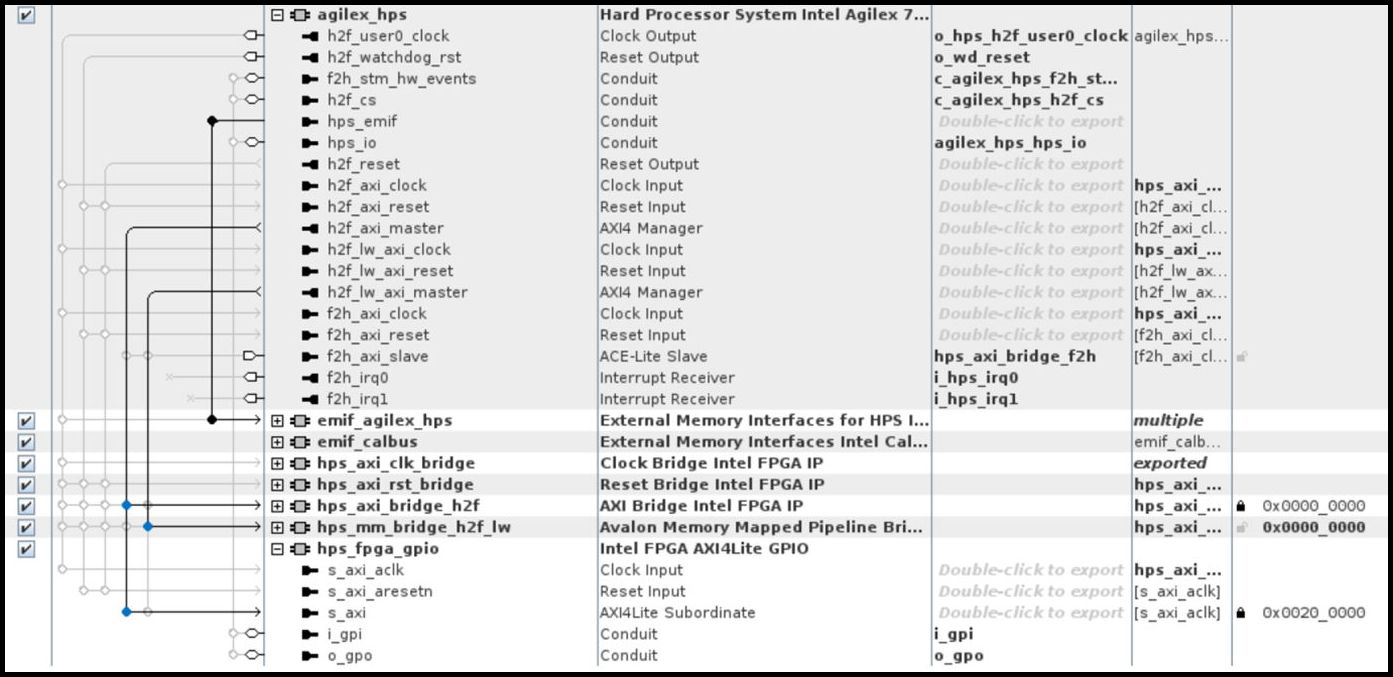 agilex_hps Hard Processor System Intel Agilex 7...
h2f_user0_clock Clock Output o_hps_h2f_user0_clock agilex_hps...
h2f_watchdog_rst Reset Output o_wd_reset
f2h_stm_hw_events Conduit c_agilex_hps_f2h_st...
h2f_cs Conduit c_agilex_hps_h2f_cs
hps_emif Conduit Double-click to export
hps_io Conduit agilex_hps_hps_io
h2f_reset Reset Output Double-click to export
h2f_axi_clock Clock Input Double-click to export hps_axi_...
h2f_axi_reset Reset Input Double-click to export [h2f_axi_cl...
h2f_axi_master AXI4 Manager Double-click to export [h2f_axi_cl...
h2f_lw_axi_clock Clock Input Double-click to export hps_axi_...
h2f_lw_axi_reset Reset Input Double-click to export [h2f_lw_ax...
h2f_lw_axi_master AXI4 Manager Double-click to export [h2f_lw_ax...
f2h_axi_clock Clock Input Double-click to export hps_axi_...
f2h_axi_reset Reset Input Double-click to export [f2h_axi_cl...
f2h_axi_slave ACE-Lite Slave hps_axi_bridge_f2h [f2h_axi_cl...
f2h_irq0 Interrupt Receiver i_hps_irq0
f2h_irq1 Interrupt Receiver i_hps_irq1
emif_agilex_hps External Memory Interfaces for HPS I... multiple
emif_calbus External Memory Interfaces Intel Cal... emif_calb...
hps_axi_clk_bridge Clock Bridge Intel FPGA IP exported
hps_axi_rst_bridge Reset Bridge Intel FPGA IP hps_axi_...
hps_axi_bridge_h2f AXI Bridge Intel FPGA IP hps_axi_... 0x0000_0000
hps_mm_bridge_h2f_lw Avalon Memory Mapped Pipeline Bri... hps_axi_... 0x0000_0000
hps_fpga_gpio Intel FPGA AXI4Lite GPIO
s_axi_aclk Clock Input Double-click to export hps_axi_...
s_axi_aresetn Reset Input Double-click to export [s_axi_aclk]
s_axi AXI4Lite Subordinate Double-click to export [s_axi_aclk] 0x0020_0000
i_gpi Conduit i_gpi
o_gpo Conduit o_gpo